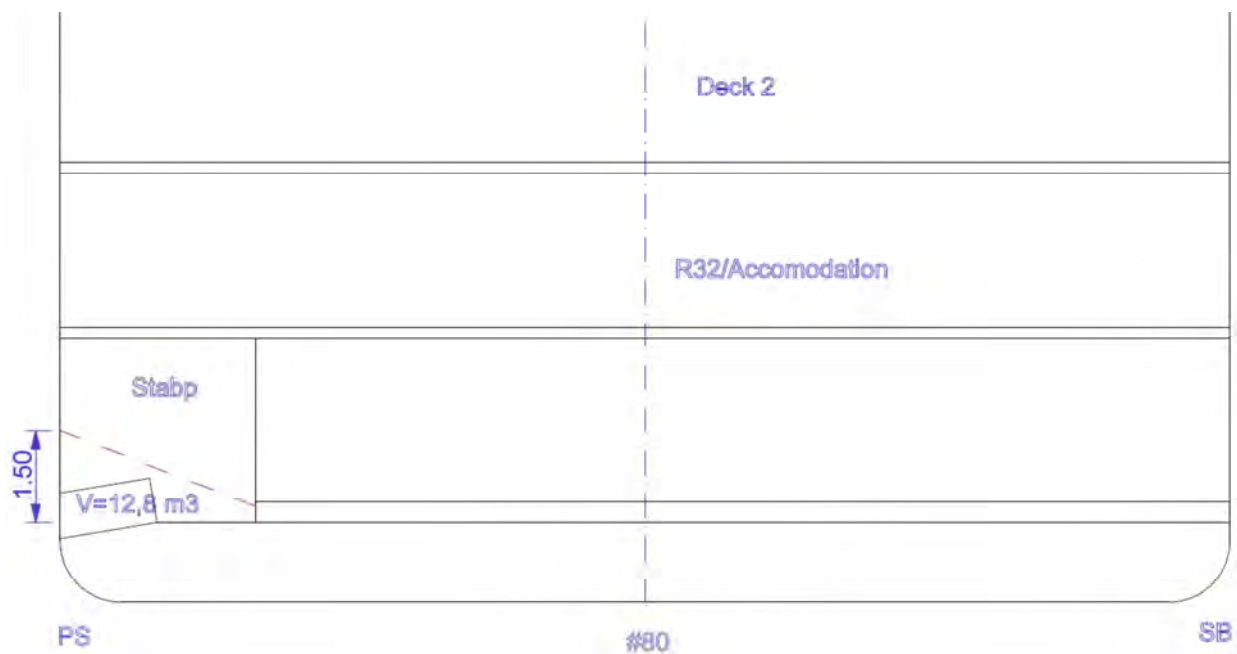 Deck 2
R32/Accomodation
Stabp
1.50
V=12,8 m3
PS
#80
SB